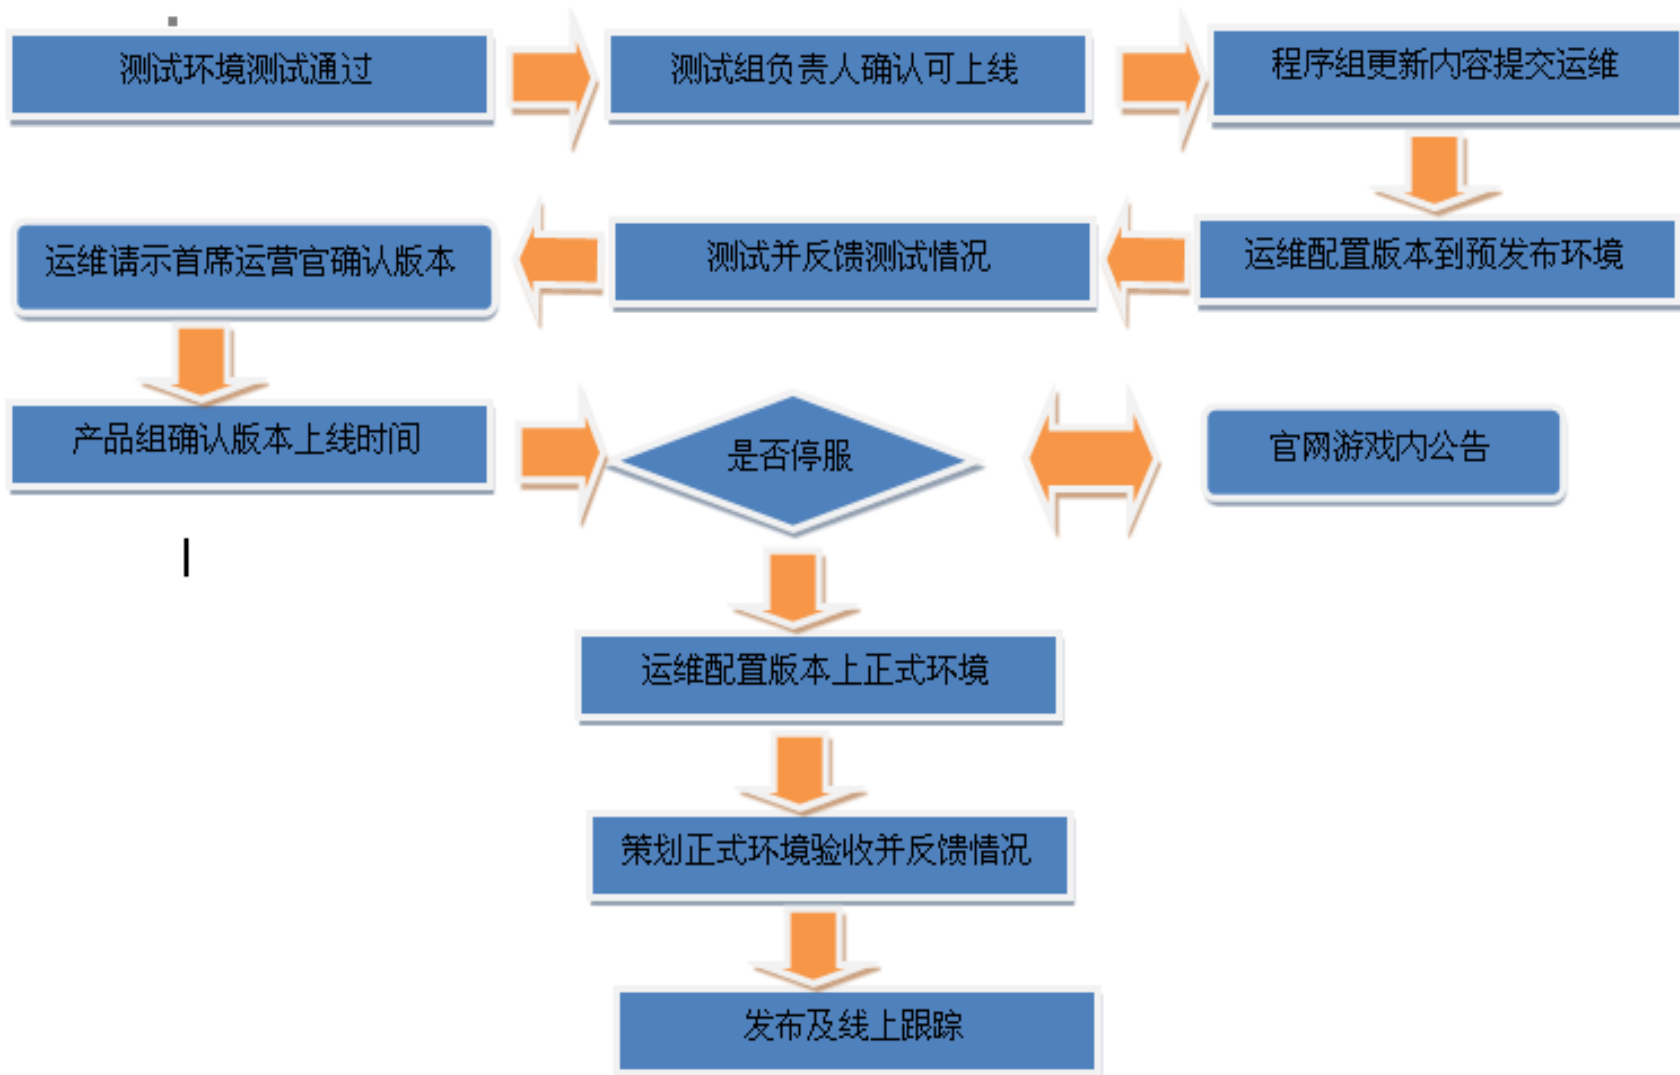 测试环境测试通过
测试组负责人确认可上线
程序组更新内容提交运维
运维配置版本到预发布环境
测试并反馈测试情况
运维请示首席运营官确认版本
产品组确认版本上线时间
是否停服
官网游戏内公告
运维配置版本上正式环境
策划正式环境验收并反馈情况
发布及线上跟踪